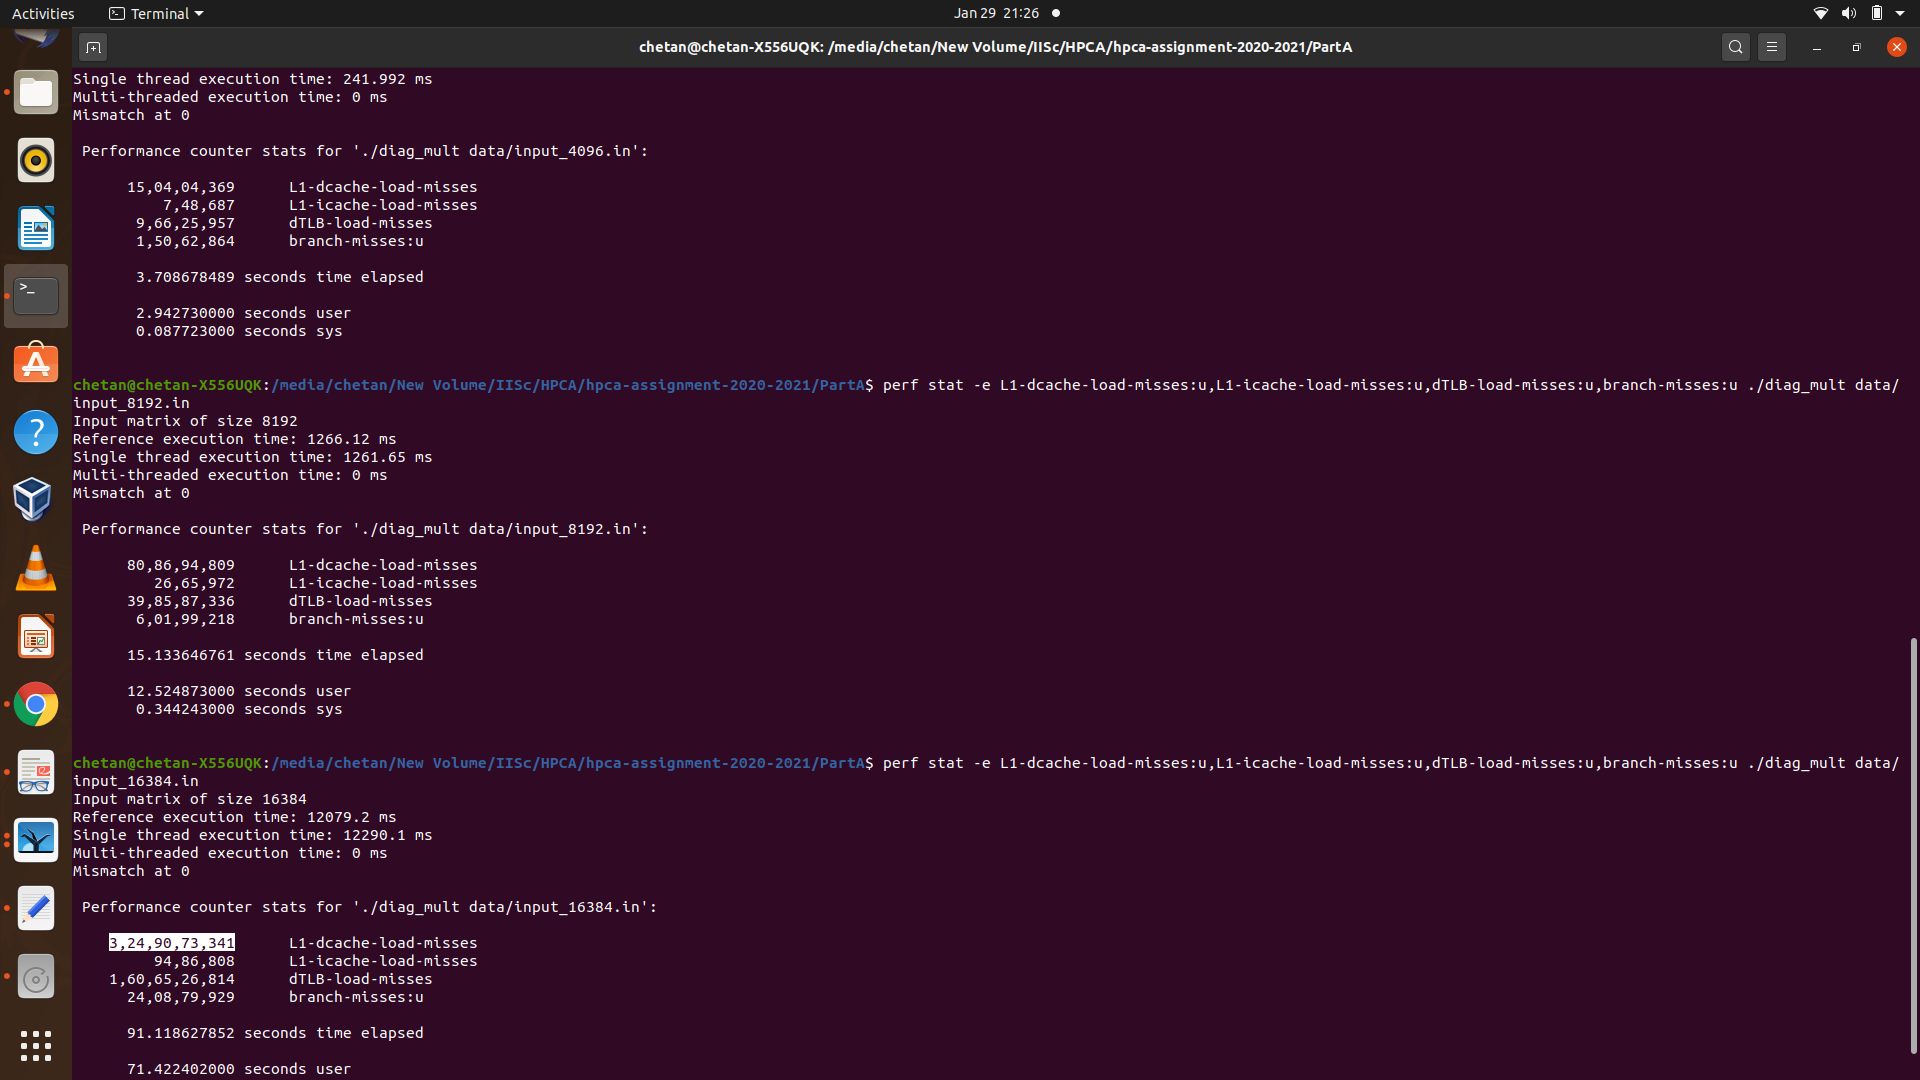 Activities
Terminal
Jan 29 21:26
chetan@chetan-X556UQK: /media/chetan/New Volume/IISc/HPCA/hpca-assignment-2020-2021/PartA
Single thread execution time: 241.992 ms
Multi-threaded execution time: 0 ms
Mismatch at 0
Performance counter stats for './diag_mult data/input_4096.in':
15,04,04,369 L1-dcache-load-misses
7,48,687 L1-icache-load-misses
9,66,25,957 dTLB-load-misses
1,50,62,864 branch-misses:u
3.708678489 seconds time elapsed
2.942730000 seconds user
0.087723000 seconds sys
chetan@chetan-X556UQK:/media/chetan/New Volume/IISc/HPCA/hpca-assignment-2020-2021/PartA$ perf stat -e L1-dcache-load-misses:u,L1-icache-load-misses:u,dTLB-load-misses:u,branch-misses:u ./diag_mult data/
input_8192.in
Input matrix of size 8192
Reference execution time: 1266.12 ms
Single thread execution time: 1261.65 ms
Multi-threaded execution time: 0 ms
Mismatch at 0
Performance counter stats for './diag_mult data/input_8192.in':
80,86,94,809 L1-dcache-load-misses
26,65,972 L1-icache-load-misses
39,85,87,336 dTLB-load-misses
6,01,99,218 branch-misses:u
15.133646761 seconds time elapsed
12.524873000 seconds user
0.344243000 seconds sys
chetan@chetan-X556UQK:/media/chetan/New Volume/IISc/HPCA/hpca-assignment-2020-2021/PartA$ perf stat -e L1-dcache-load-misses:u,L1-icache-load-misses:u,dTLB-load-misses:u,branch-misses:u ./diag_mult data/
input_16384.in
Input matrix of size 16384
Reference execution time: 12079.2 ms
Single thread execution time: 12290.1 ms
Multi-threaded execution time: 0 ms
Mismatch at 0
Performance counter stats for './diag_mult data/input_16384.in':
3,24,90,73,341 L1-dcache-load-misses
94,86,808 L1-icache-load-misses
1,60,65,26,814 dTLB-load-misses
24,08,79,929 branch-misses:u
91.118627852 seconds time elapsed
71.422402000 seconds user